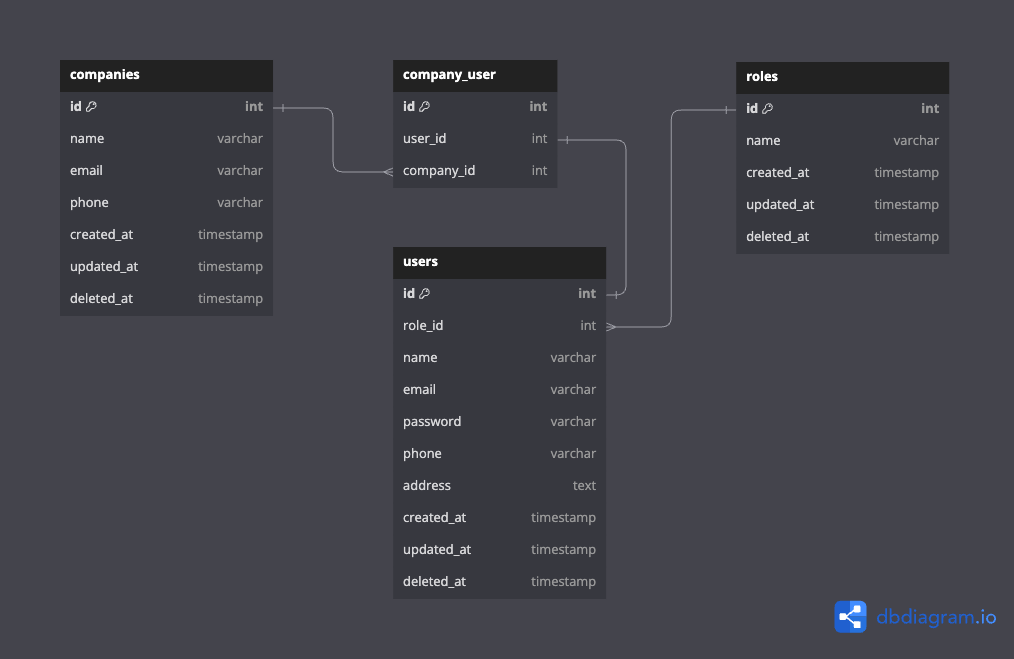 companies
id int
name varchar
email varchar
phone varchar
created_at timestamp
updated_at timestamp
deleted_at timestamp
company_user
id int
user_id int
company_id int
roles
id int
name varchar
created_at timestamp
updated_at timestamp
deleted_at timestamp
users
id int
role_id int
name varchar
email varchar
password varchar
phone varchar
address text
created_at timestamp
updated_at timestamp
deleted_at timestamp
dbdiagram.io